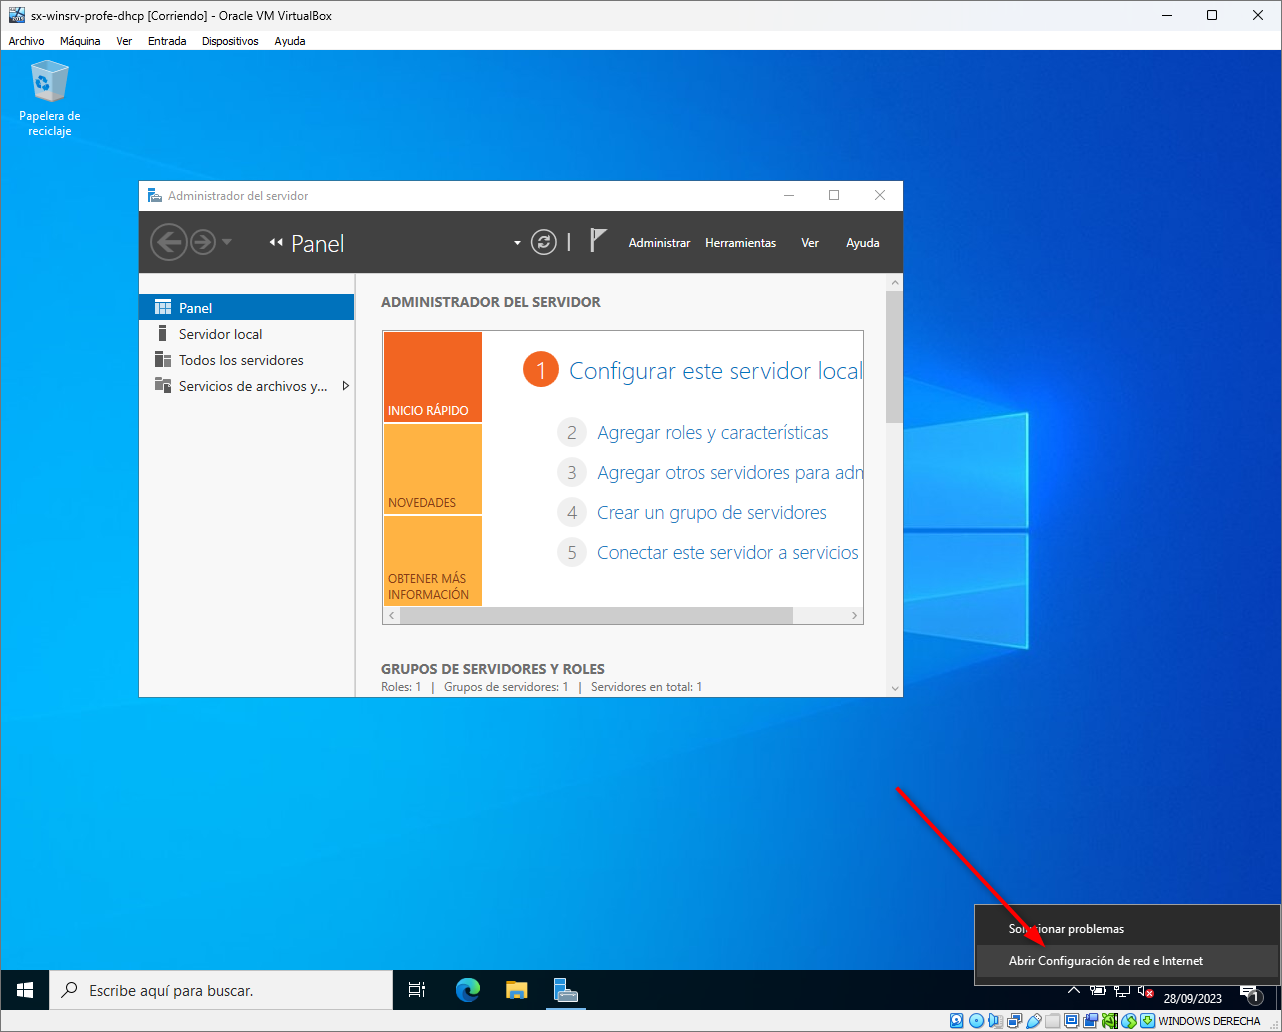 sx-winsrv-profe-dhcp [Corriendo] - Oracle VM VirtualBox
Archivo Máquina Ver Entrada Dispositivos Ayuda
Papelera de
reciclaje
Administrador del servidor
Panel
Administrar Herramientas Ver Ayuda
Panel
Servidor local
Todos los servidores
Servicios de archivos y...
ADMINISTRADOR DEL SERVIDOR
INICIO RÁPIDO
NOVEDADES
OBTENER MÁS
INFORMACIÓN
1 Configurar este servidor local
2 Agregar roles y características
3 Agregar otros servidores para adm
4 Crear un grupo de servidores
5 Conectar este servidor a servicios
GRUPOS DE SERVIDORES Y ROLES
Roles: 1 | Grupos de servidores: 1 | Servidores en total: 1
Solucionar problemas
Abrir Configuración de red e Internet
Escribe aquí para buscar.
28/09/2023
1
WINDOWS DERECHA